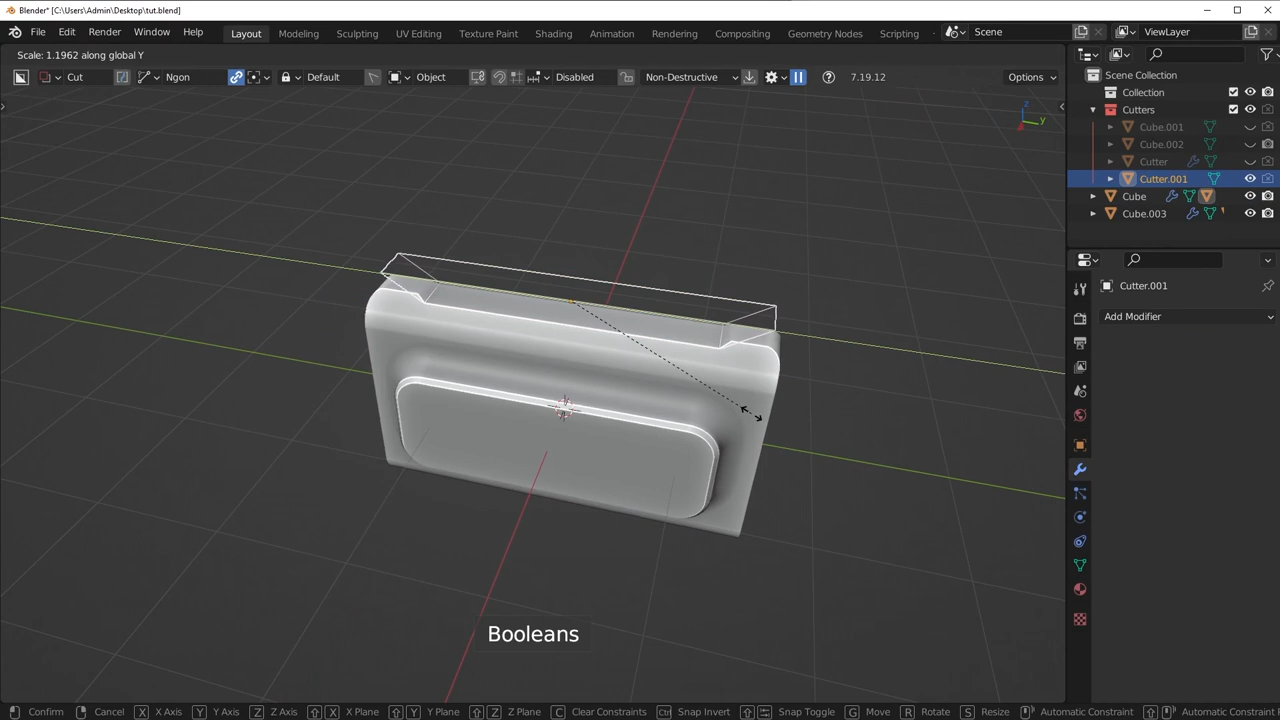 Blender* [C:\Users\Admin\Desktop\tut.blend]
File Edit Render Window Help Layout Modeling Sculpting UV Editing Texture Paint Shading Animation Rendering Compositing Geometry Nodes Scripting Scene ViewLayer
Scale: 1.1962 along global Y
Cut Ngon Default Object Disabled Non-Destructive 7.19.12 Options
Scene Collection
Collection
Cutters
Cube.001
Cube.002
Cutter
Cutter.001
Cube
Cube.003
z
y
Cutter.001
Add Modifier
Booleans
Confirm Cancel X X Axis Y Y Axis Z Z Axis X X Plane Y Y Plane Z Z Plane C Clear Constraints Ctrl Snap Invert Snap Toggle G Move R Rotate S Resize Automatic Constraint Automatic Constraint